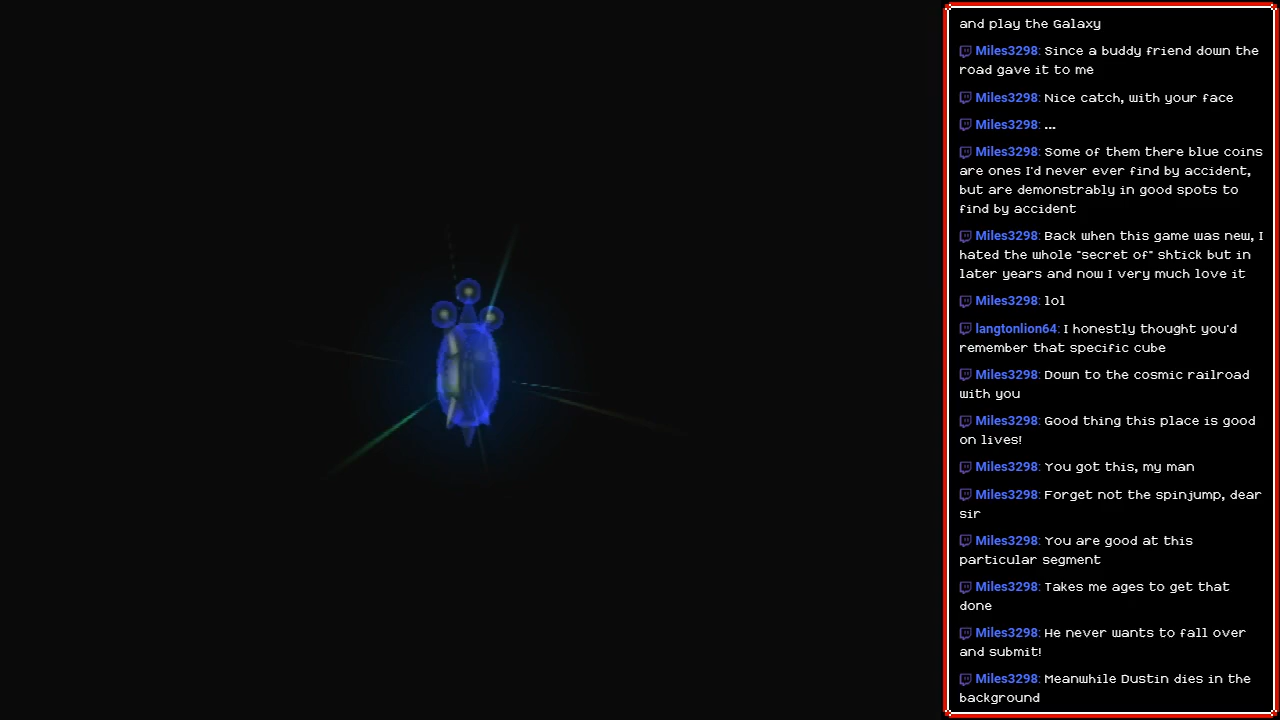 and play the Galaxy
Miles3298: Since a buddy friend down the
road gave it to me
Miles3298: Nice catch, with your face
Miles3298: ...
Miles3298: Some of them there blue coins
are ones I'd never ever find by accident,
but are demonstrably in good spots to
find by accident
Miles3298: Back when this game was new, I
hated the whole "secret of" shtick but in
later years and now I very much love it
Miles3298: lol
langtonlion64: I honestly thought you'd
remember that specific cube
Miles3298: Down to the cosmic railroad
with you
Miles3298: Good thing this place is good
on lives!
Miles3298: You got this, my man
Miles3298: Forget not the spinjump, dear
sir
Miles3298: You are good at this
particular segment
Miles3298: Takes me ages to get that
done
Miles3298: He never wants to fall over
and submit!
Miles3298: Meanwhile Dustin dies in the
background